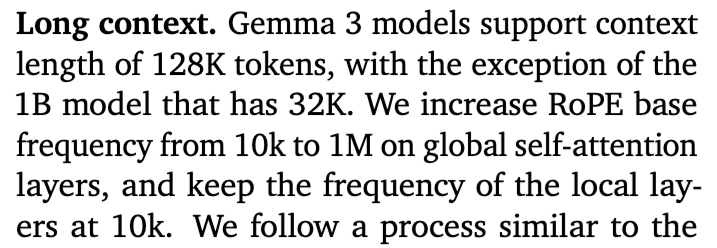 Long context. Gemma 3 models support context
length of 128K tokens, with the exception of the
1B model that has 32K. We increase RoPE base
frequency from 10k to 1M on global self-attention
layers, and keep the frequency of the local lay-
ers at 10k. We follow a process similar to the